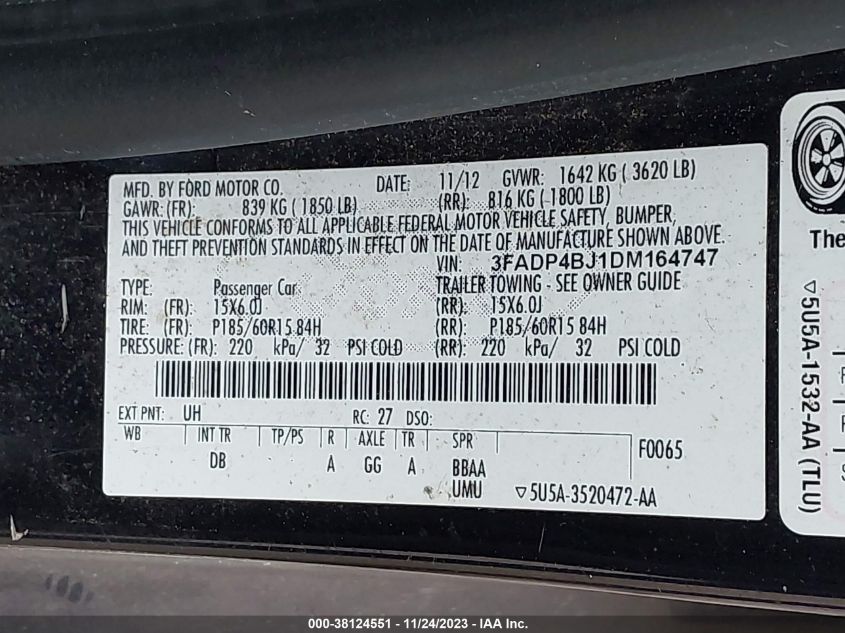 MFD. BY FORD MOTOR CO. DATE: 11/12 GVWR: 1642 KG ( 3620 LB)
GAWR: (FR): 839 KG ( 1850 LB) (RR): 816 KG ( 1800 LB)
THIS VEHICLE CONFORMS TO ALL APPLICABLE FEDERAL MOTOR VEHICLE SAFETY, BUMPER,
AND THEFT PREVENTION STANDARDS IN EFFECT ON THE DATE OF MANUFACTURE SHOWN ABOVE.
VIN: 3FADP4BJ1DM164747
TYPE: Passenger Car TRAILER TOWING - SEE OWNER GUIDE
RIM: (FR): 15X6.0J (RR): 15X6.0J
TIRE: (FR): P185/60R15 84H (RR): P185/60R15 84H
PRESSURE: (FR): 220 kPa/ 32 PSI COLD (RR): 220 kPa/ 32 PSI COLD
EXT PNT: UH RC: 27 DSO:
WB INT TR TP/PS R AXLE TR SPR F0065
DB A GG A BBAA
UMU ▽5U5A-3520472-AA
The
▽5U5A-1532-AA (TLU)
000-38124551 - 11/24/2023 - IAA Inc.